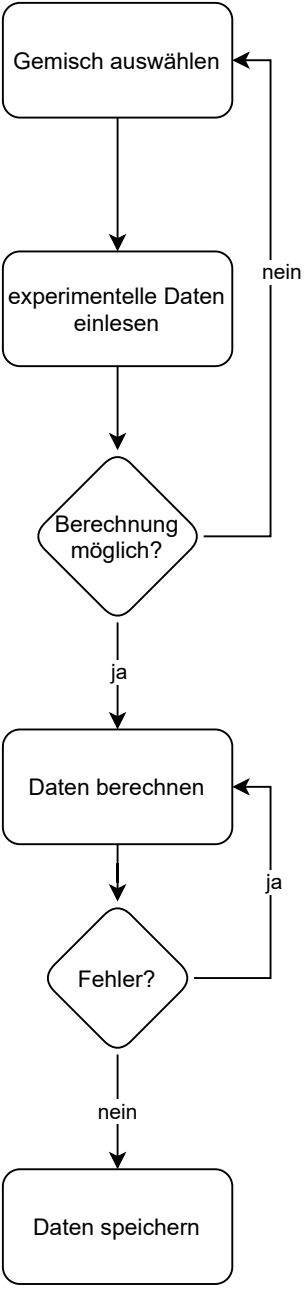 Gemisch auswählen
nein
experimentelle Daten
einlesen
Berechnung
möglich?
ja
Daten berechnen
ja
Fehler?
nein
Daten speichern